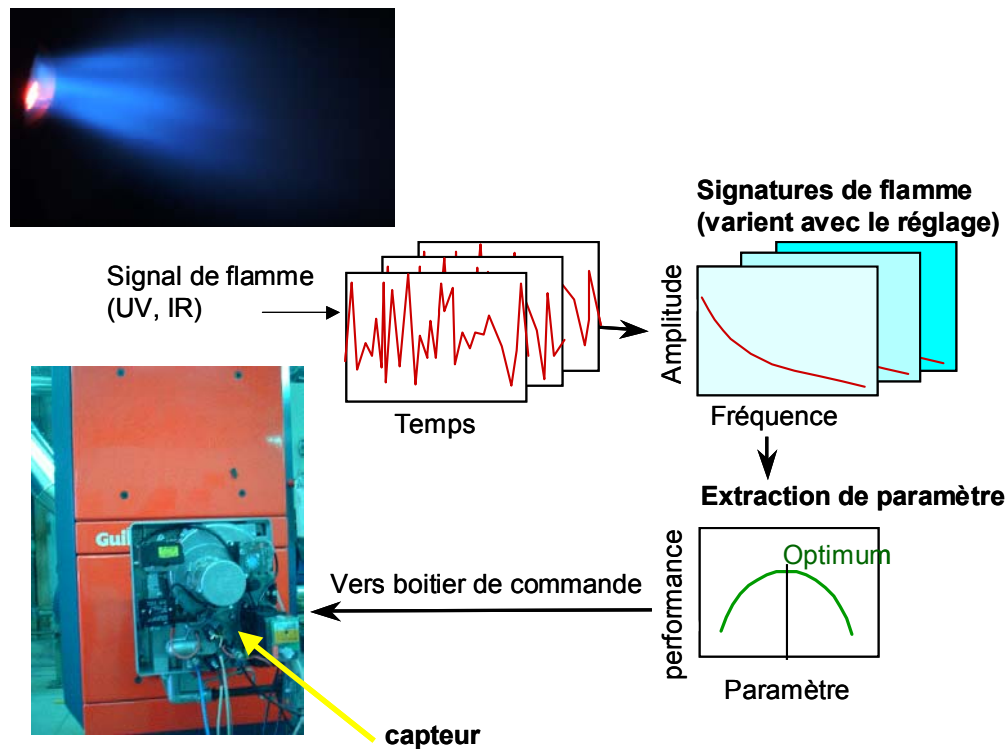 Signatures de flamme
(varient avec le réglage)
Signal de flamme
(UV, IR)
Amplitude
Temps
Fréquence
Extraction de paramètre
Optimum
performance
Vers boitier de commande
Paramètre
capteur